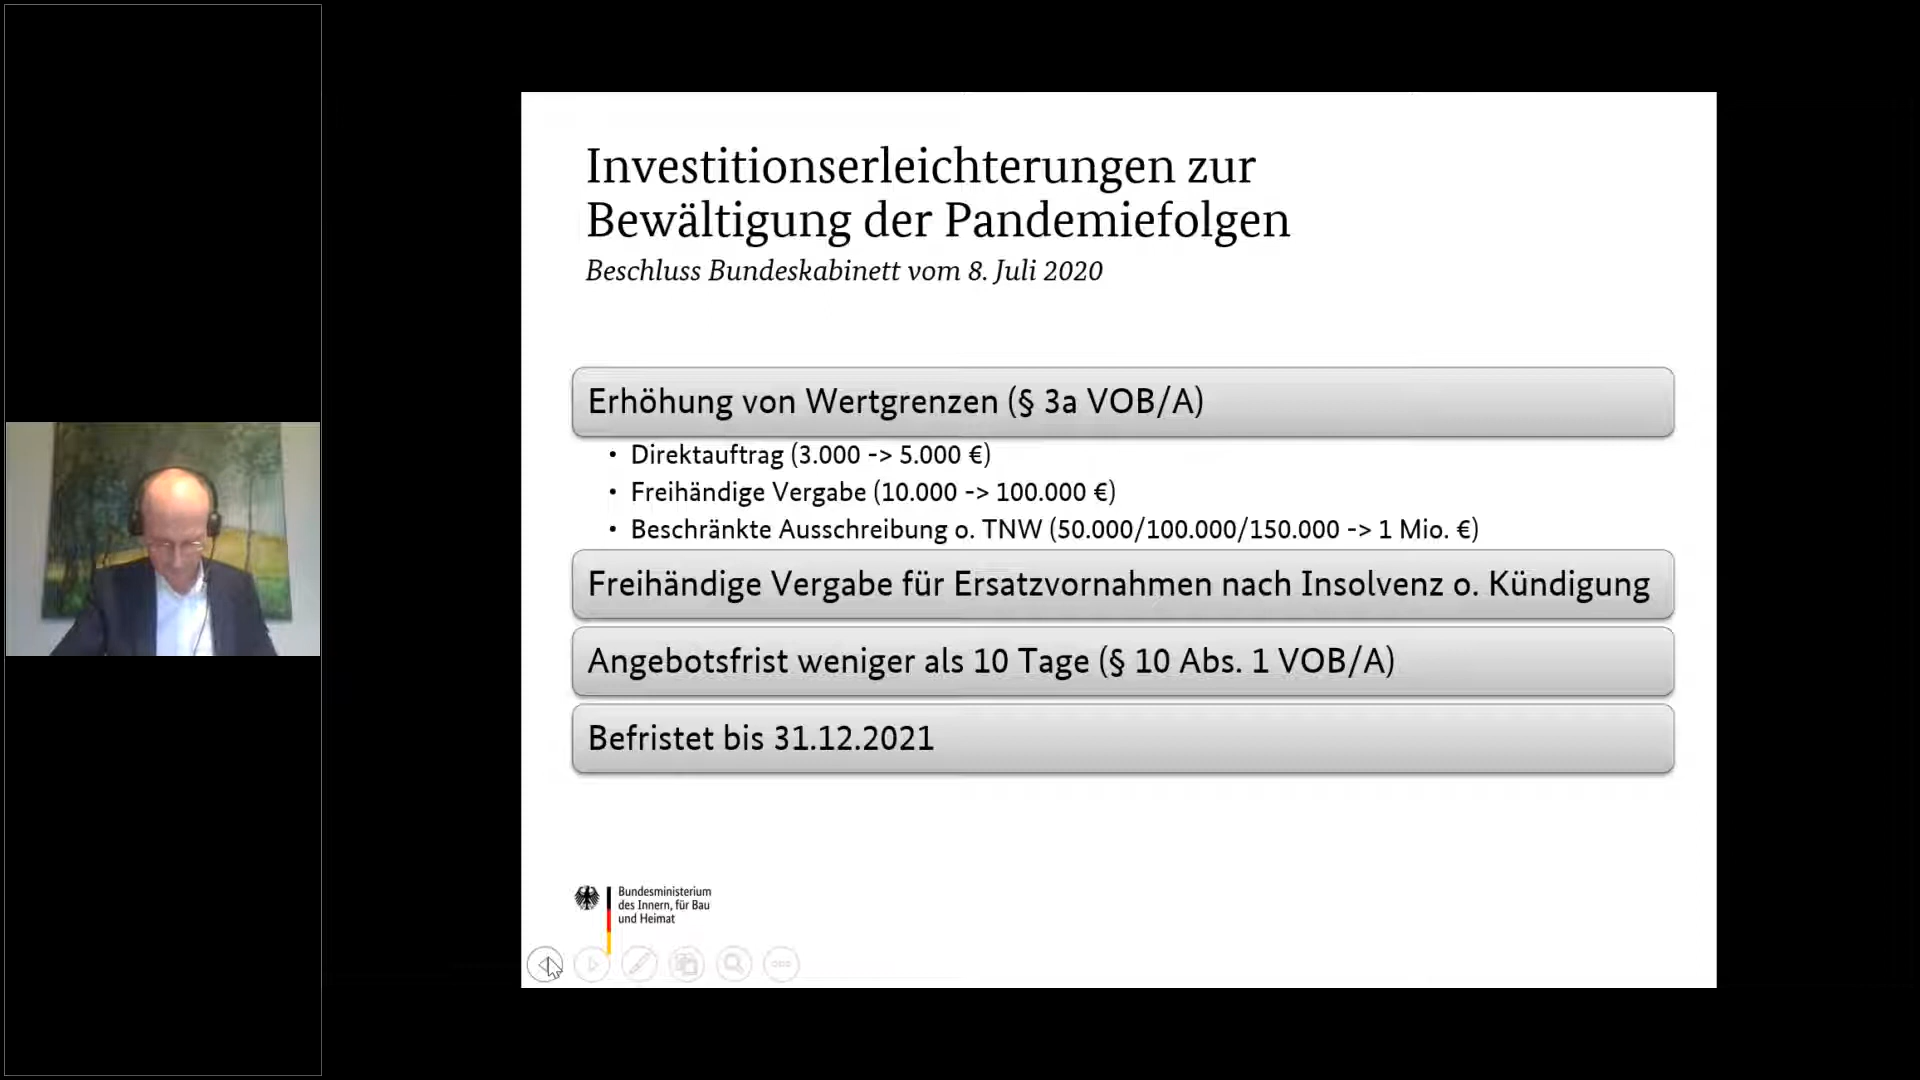 Investitionserleichterungen zur
Bewältigung der Pandemiefolgen
Beschluss Bundeskabinett vom 8. Juli 2020
Erhöhung von Wertgrenzen (§ 3a VOB/A)
• Direktauftrag (3.000 -> 5.000 €)
• Freihändige Vergabe (10.000 -> 100.000 €)
• Beschränkte Ausschreibung o. TNW (50.000/100.000/150.000 -> 1 Mio. €)
Freihändige Vergabe für Ersatzvornahmen nach Insolvenz o. Kündigung
Angebotsfrist weniger als 10 Tage (§ 10 Abs. 1 VOB/A)
Befristet bis 31.12.2021
Bundesministerium
des Innern, für Bau
und Heimat